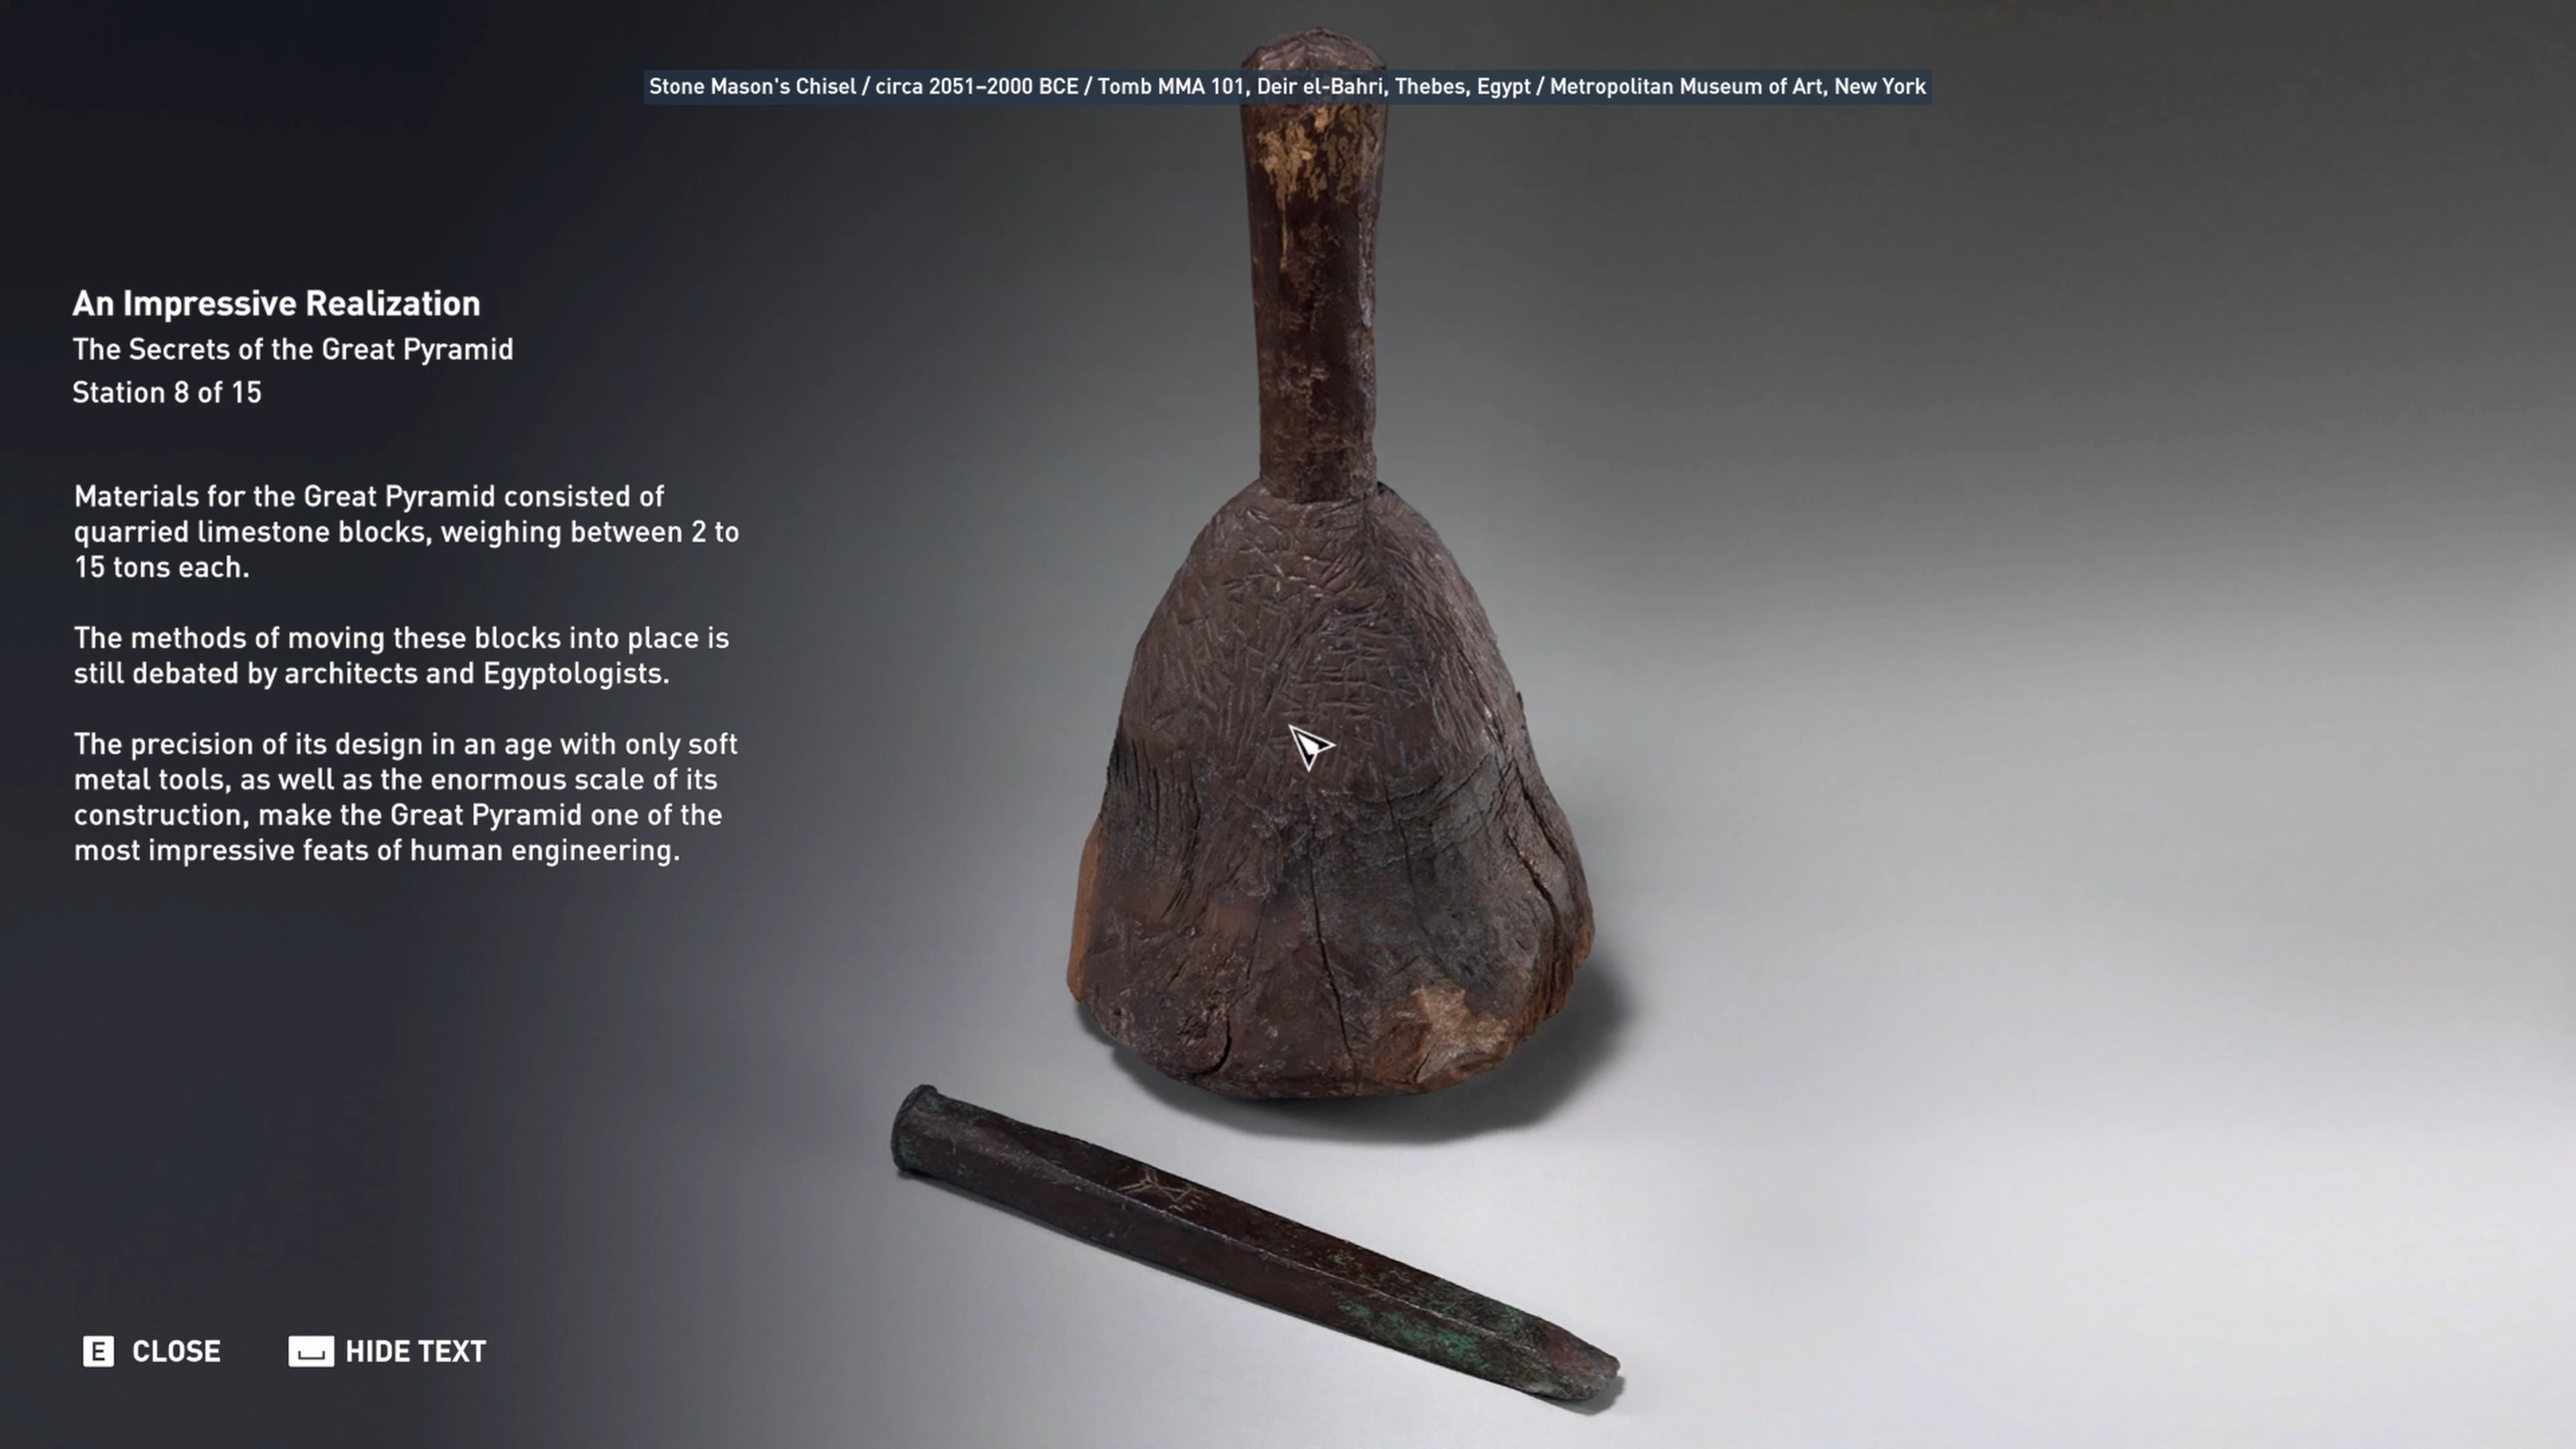 Stone Mason's Chisel / circa 2051–2000 BCE / Tomb MMA 101, Deir el-Bahri, Thebes, Egypt / Metropolitan Museum of Art, New York
An Impressive Realization
The Secrets of the Great Pyramid
Station 8 of 15
Materials for the Great Pyramid consisted of
quarried limestone blocks, weighing between 2 to
15 tons each.
The methods of moving these blocks into place is
still debated by architects and Egyptologists.
The precision of its design in an age with only soft
metal tools, as well as the enormous scale of its
construction, make the Great Pyramid one of the
most impressive feats of human engineering.
E CLOSE HIDE TEXT